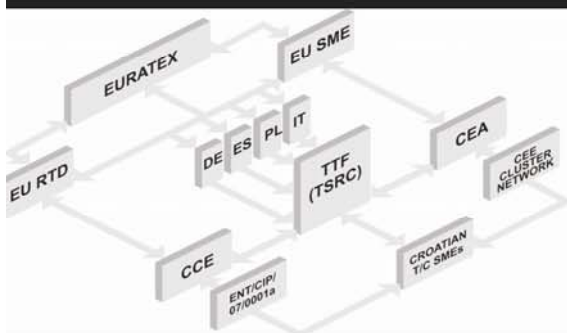 EURATEX
EU SME
DE
ES
PL
IT
EU RTD
TTF
(TSRC)
CEA
CEE
CLUSTER
NETWORK
CCE
CROATIAN
T/C SMEs
ENT/CIP/
07/0001a